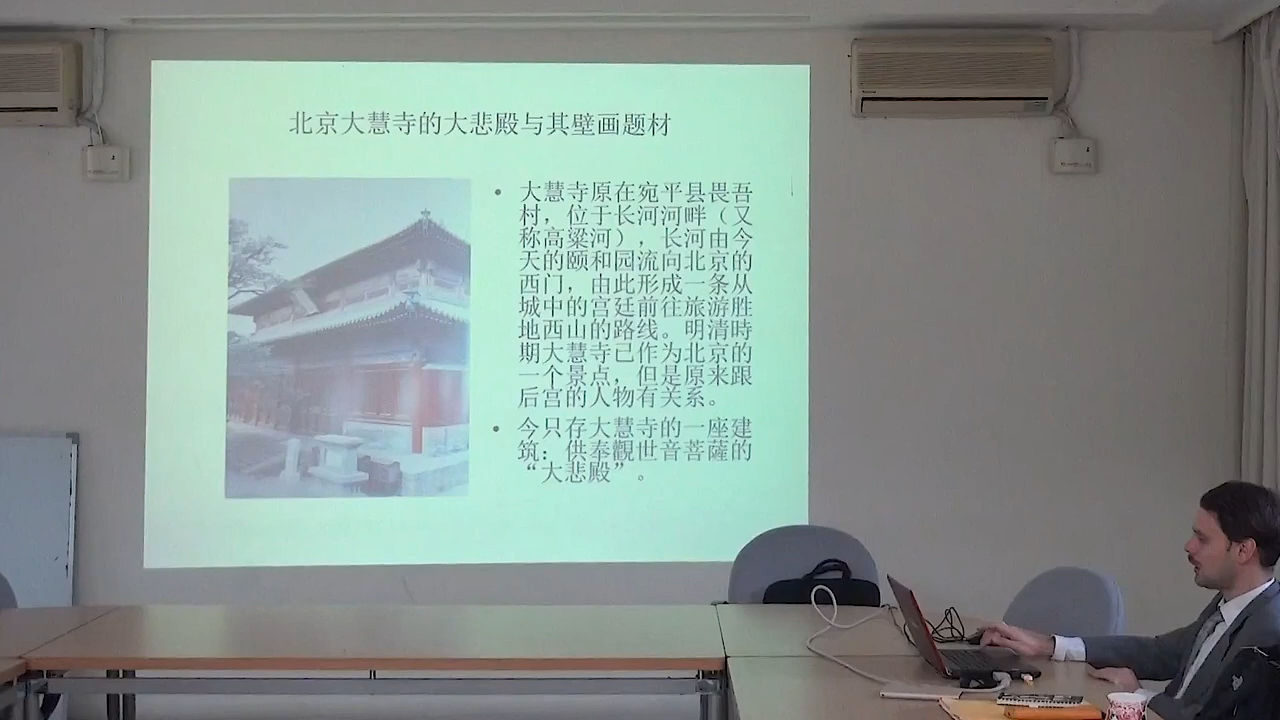 北京大慧寺的大悲殿与其壁画题材
• 大慧寺原在宛平县畏吾
村，位于长河河畔（又
称高梁河），长河由今
天的颐和园流向北京的
西门，由此形成一条从
城中的宫廷前往旅游胜
地西山的路线。明清時
期大慧寺已作为北京的
一个景点，但是原来跟
后宫的人物有关系。
• 今只存大慧寺的一座建
筑：供奉觀世音菩薩的
“大悲殿”。